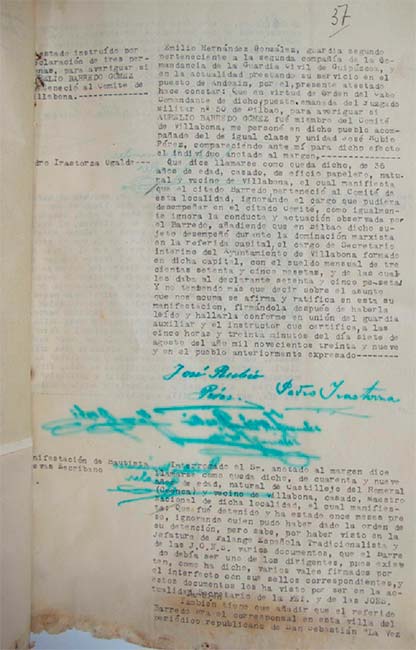 37
estado instruído por
declaración de tres per-
nas, para averiguar si
RELIO BARREDO GOMEZ
teneció al Comite de
llabona.
Emilio Hernández González, guardia segundo
perteneciente a la segunda compañía de la Co-
mandancia de la Guardia Civil de Guipúzcoa,
en la actualidad prestando su servicio en el
puesto de Andoain, por el presente atestado
hace constar: Que en virtud de Orden del Cabo
Comandante de dicho puesto. emanada del Juzgado
militar nº 50 de Bilbao, para averiguar si
AURELIO BARREDO GÓMEZ fué miembro del Comité
de Villabona, me persone en dicho pueblo acom-
pañado del de igual clase y unidad José Rubio
Pérez, compareciendo ante mí para dicho efecto
el individuo anotado al margen,
dro Irastorza Ugalde---
Que dice llamarse como queda dicho, de 36
años de edad, casado, de oficio papelero, natu-
ral y vecino de Villabona, el cual manifiesta
que el citado Barredo perteneció al Comité de
esta localidad, ignorando el cargo que pudiera
desempeñar en el citado Comité, como igualmen-
te ignora la conducta y actuación observada por
el Barredo, añadiendo que en Bilbao dicho su-
jeto desempeñó durante la dominación marxista
en la referida capital, el cargo de Secretario
interino del Ayuntamiento de Villabona formado
en dicha capital, con el sueldo mensual de tres
cientas setenta y cinco pesetas, y de las cuales
les daba al declarante setenta y cinco pesetas
Y no teniendo mas que decir sobre el asunto
que nos ocupa se afirma y ratifica en esta su
manifestacion, firmándola después de haberla
leído y hallarla conforme en unión del guardia
auxiliar y el instructor que certifica, a las
cinco horas y treinta minutos del día siete de
agosto del año mil novecientos treinta y nueve
y en el pueblo anteriormente expresado--------
José Rubio
Pérez
Pedro Irastorza
nifestación de Bautista
Escribano
Interrogado el Sr. anotado al margen dice
llamarse como queda dicho, de cuarenta y nueve
años de edad, natural de Castillejo del Romeral
(Cuenca) y vecino de Villabona, casado, Maestro
nacional de dicha localidad, el cual manifies-
ta: Que fué detenido y ha estado once meses pre-
so, ignorando quien pudo haber dado la orden de
su detención, pero sabe, por haber visto en la
Jefatura de Falange Española Tradicionalista y
de las J.O.N.S. varios documentos, que el Barre-
do debía ser uno de los dirigentes, pues exis-
ten, como ha dicho, varios vales firmados por
el interfecto con sus sellos correspondientes, y
estos documentos los ha visto por ser en la ac-
tualidad Secretario de la FET. y de las JONS.
También tiene que añadir que el referido
Barredo era el corresponsal en esta villa del
periódico republicano de San Sebastián "La Voz